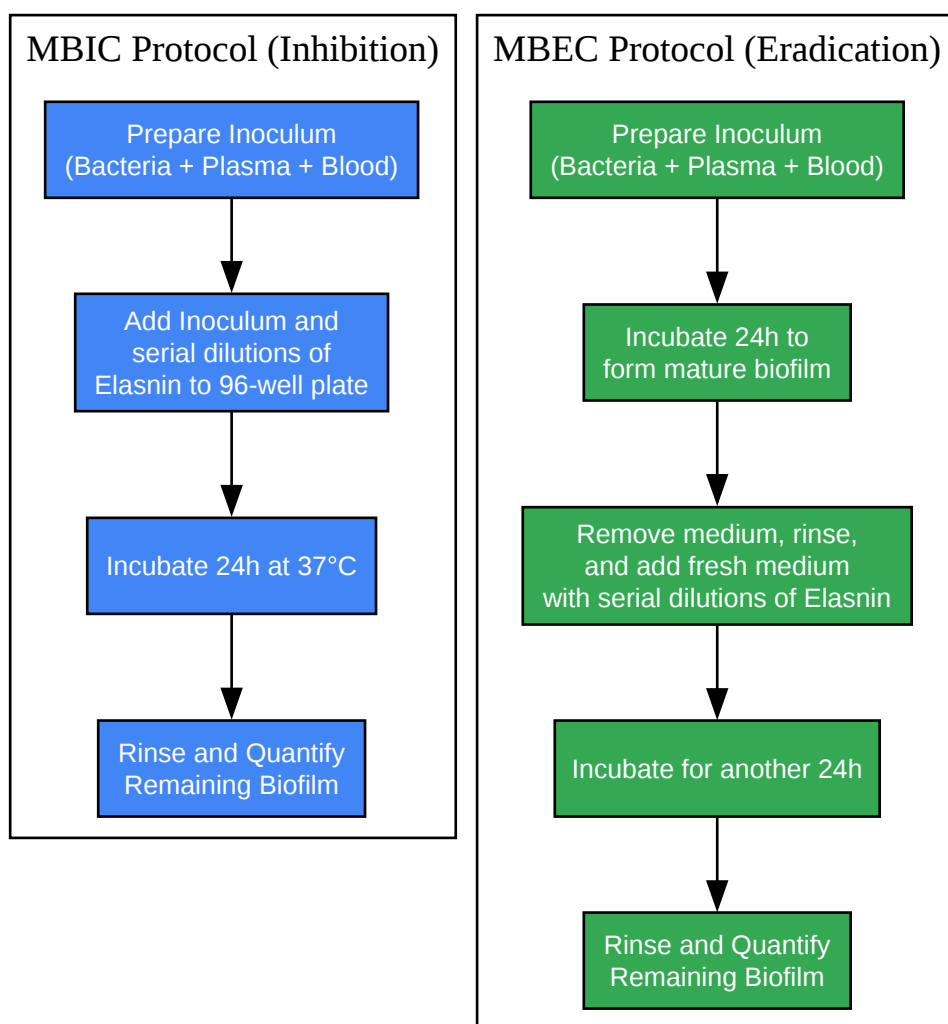 MBIC Protocol (Inhibition)
Prepare Inoculum
(Bacteria + Plasma + Blood)
Add Inoculum and
serial dilutions of
Elasnin to 96-well plate
Incubate 24h at 37°C
Rinse and Quantify
Remaining Biofilm
MBEC Protocol (Eradication)
Prepare Inoculum
(Bacteria + Plasma + Blood)
Incubate 24h to
form mature biofilm
Remove medium, rinse,
and add fresh medium
with serial dilutions of Elasnin
Incubate for another 24h
Rinse and Quantify
Remaining Biofilm